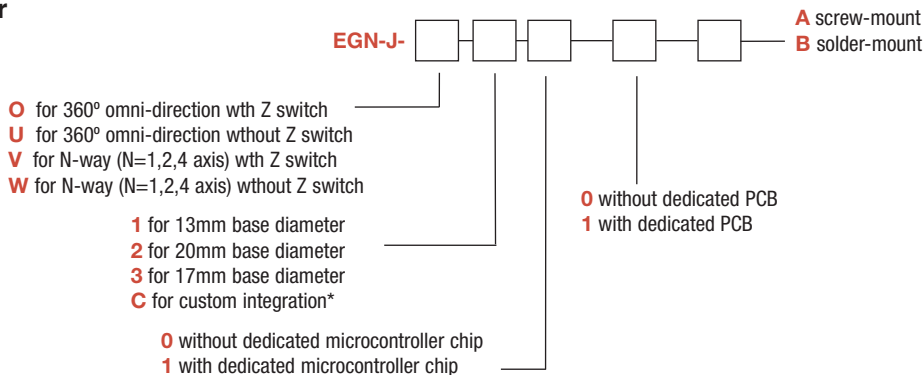 r
EGN-J-
A screw-mount
B solder-mount
O for 360º omni-direction wth Z switch
U for 360º omni-direction wthout Z switch
V for N-way (N=1,2,4 axis) wth Z switch
W for N-way (N=1,2,4 axis) wthout Z switch
0 without dedicated PCB
1 with dedicated PCB
1 for 13mm base diameter
2 for 20mm base diameter
3 for 17mm base diameter
C for custom integration*
0 without dedicated microcontroller chip
1 with dedicated microcontroller chip